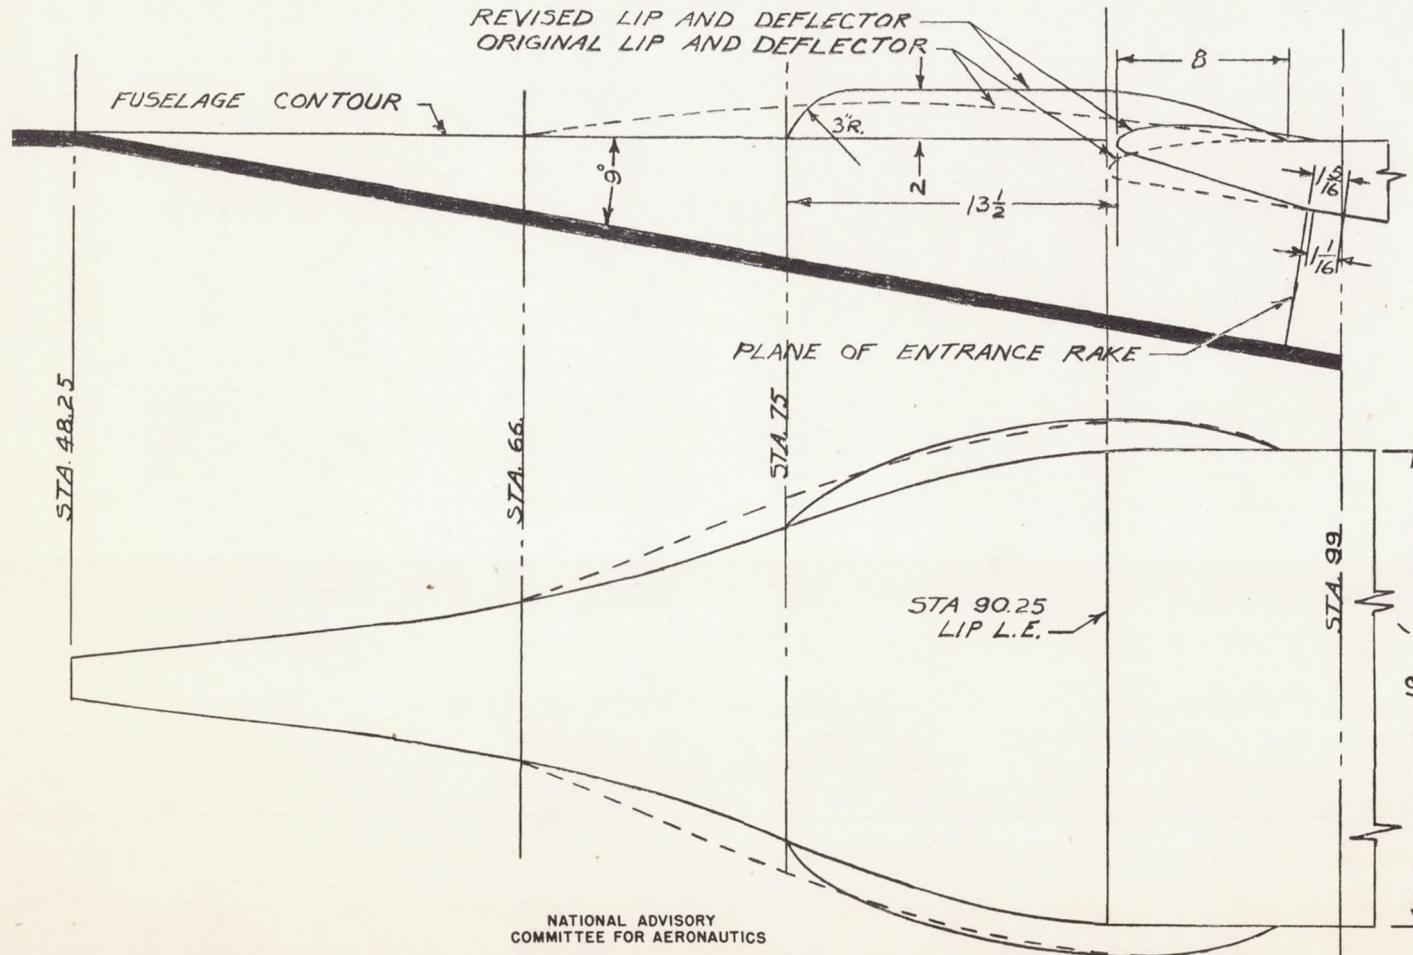 REVISED LIP AND DEFLECTOR
ORIGINAL LIP AND DEFLECTOR
8
FUSELAGE CONTOUR
3"R.
9°
2
13 1/2
1 5/16
1 1/16
PLANE OF ENTRANCE RAKE
STA. 48.25
STA. 66.
STA. 75
STA 90.25
LIP L.E.
STA. 99
NATIONAL ADVISORY
COMMITTEE FOR AERONAUTICS